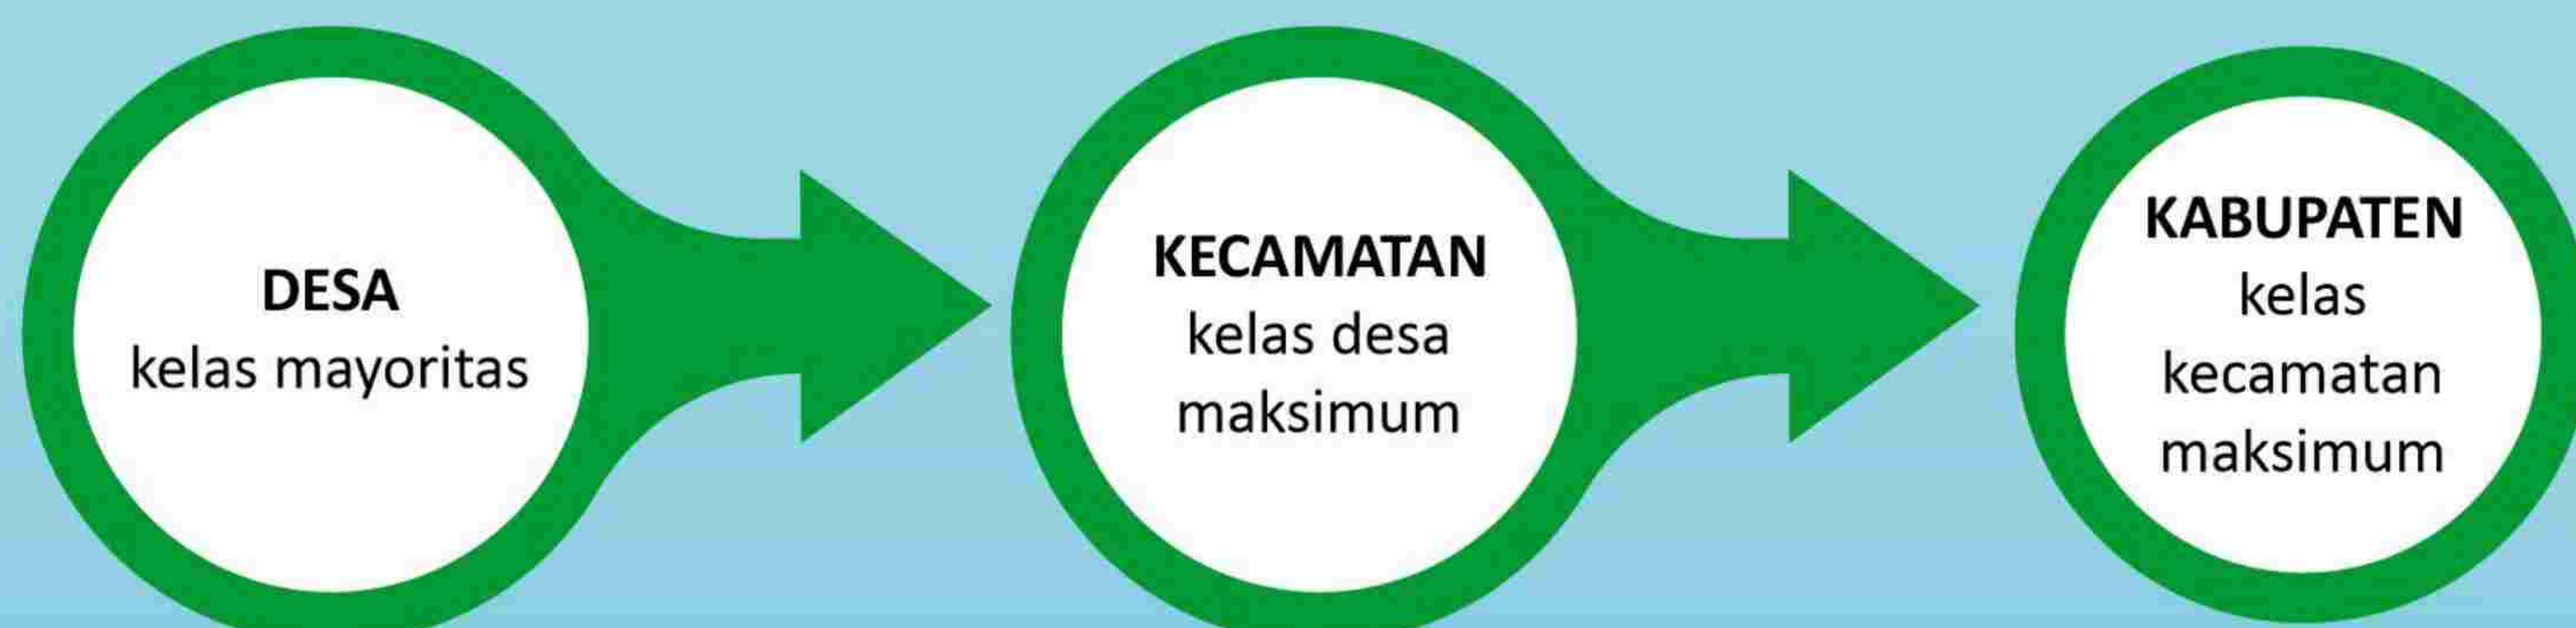 DESA
kelas mayoritas
KECAMATAN
kelas desa
maksimum
KABUPATEN
kelas
kecamatan
maksimum